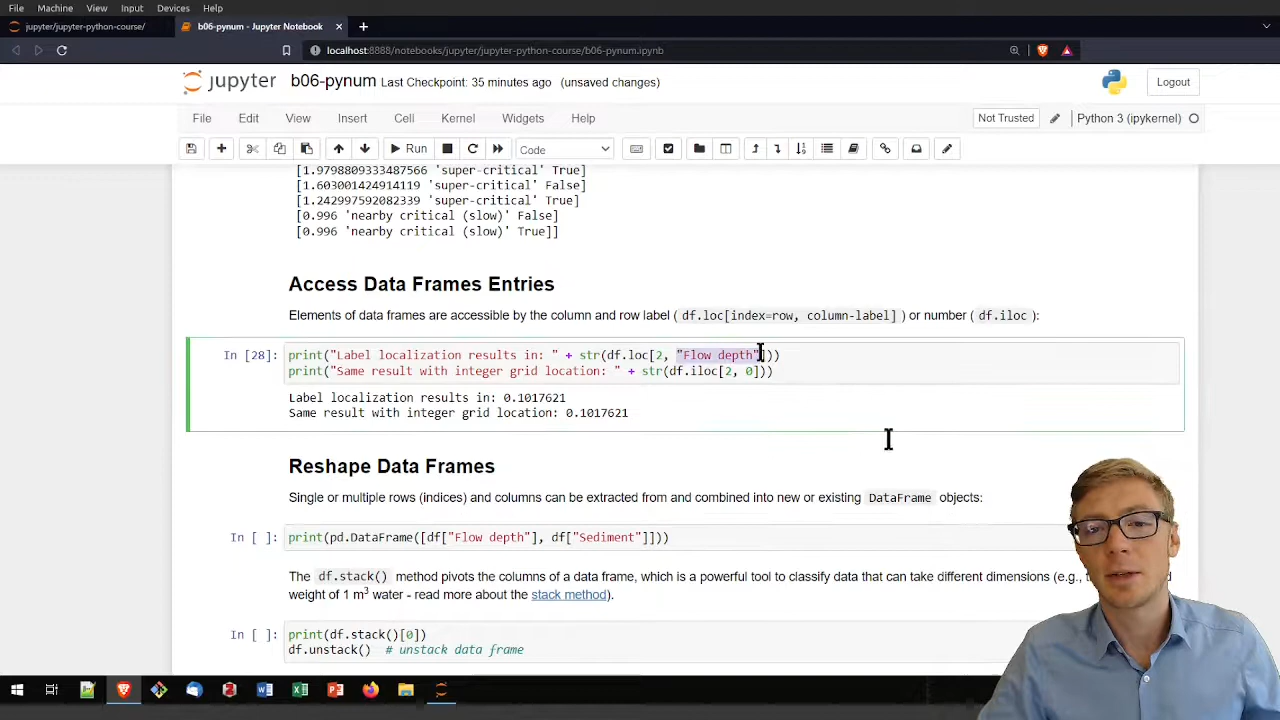 File Machine View Input Devices Help
jupyter/jupyter-python-course/
b06-pynum - Jupyter Notebook
localhost:8888/notebooks/jupyter/jupyter-python-course/b06-pynum.ipynb
jupyter b06-pynum Last Checkpoint: 35 minutes ago (unsaved changes)
Logout
File Edit View Insert Cell Kernel Widgets Help
Not Trusted
Python 3 (ipykernel)
Run
Code
[1.9798809333487566 'super-critical' True]
[1.603001424914119 'super-critical' False]
[1.242997592082339 'super-critical' True]
[0.996 'nearby critical (slow)' False]
[0.996 'nearby critical (slow)' True]]
Access Data Frames Entries
Elements of data frames are accessible by the column and row label ( df.loc[index=row, column-label] ) or number ( df.iloc ):
In [28]: print("Label localization results in: " + str(df.loc[2, "Flow depth"]))
print("Same result with integer grid location: " + str(df.iloc[2, 0]))
Label localization results in: 0.1017621
Same result with integer grid location: 0.1017621
Reshape Data Frames
Single or multiple rows (indices) and columns can be extracted from and combined into new or existing DataFrame objects:
In [ ]: print(pd.DataFrame([df["Flow depth"], df["Sediment"]]))
The df.stack() method pivots the columns of a data frame, which is a powerful tool to classify data that can take different dimensions (e.g.,
weight of 1 m³ water - read more about the stack method).
In [ ]: print(df.stack()[0])
df.unstack() # unstack data frame